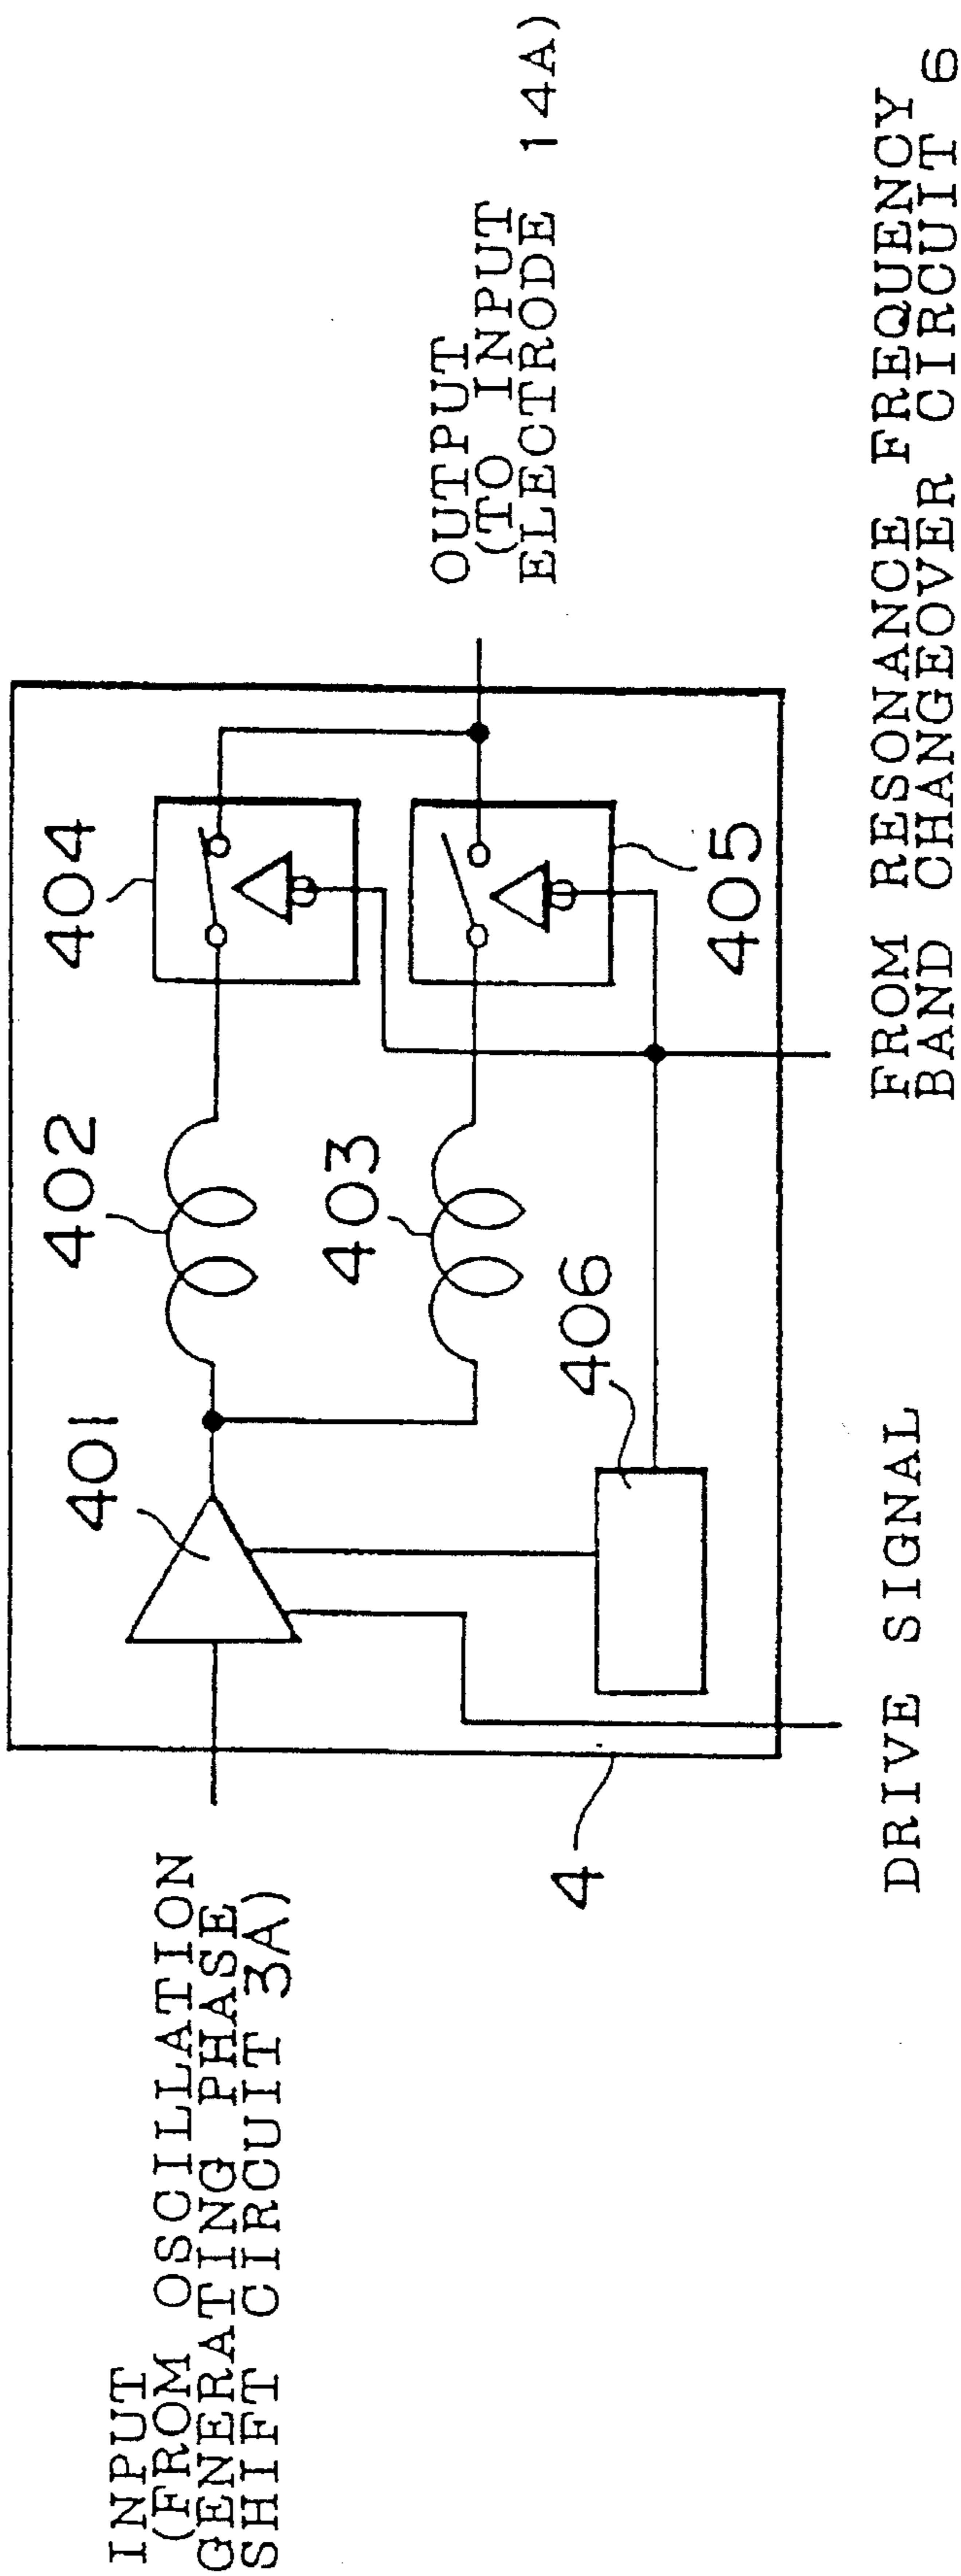 INPUT
(FROM OSCILLATION
GENERATING PHASE
SHIFT CIRCUIT 3A)
401
402
403
404
405
406
4
OUTPUT
(TO INPUT
ELECTRODE 14A)
DRIVE SIGNAL
FROM RESONANCE FREQUENCY
BAND CHANGEOVER CIRCUIT 6